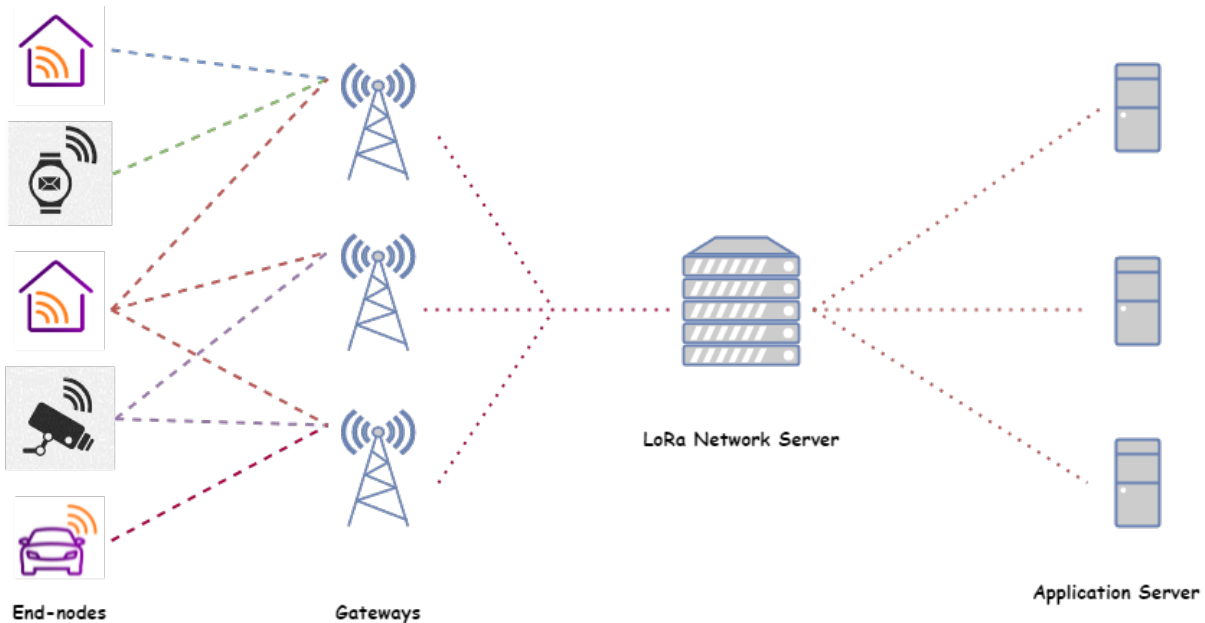 LoRa Network Server
Application Server
End-nodes
Gateways